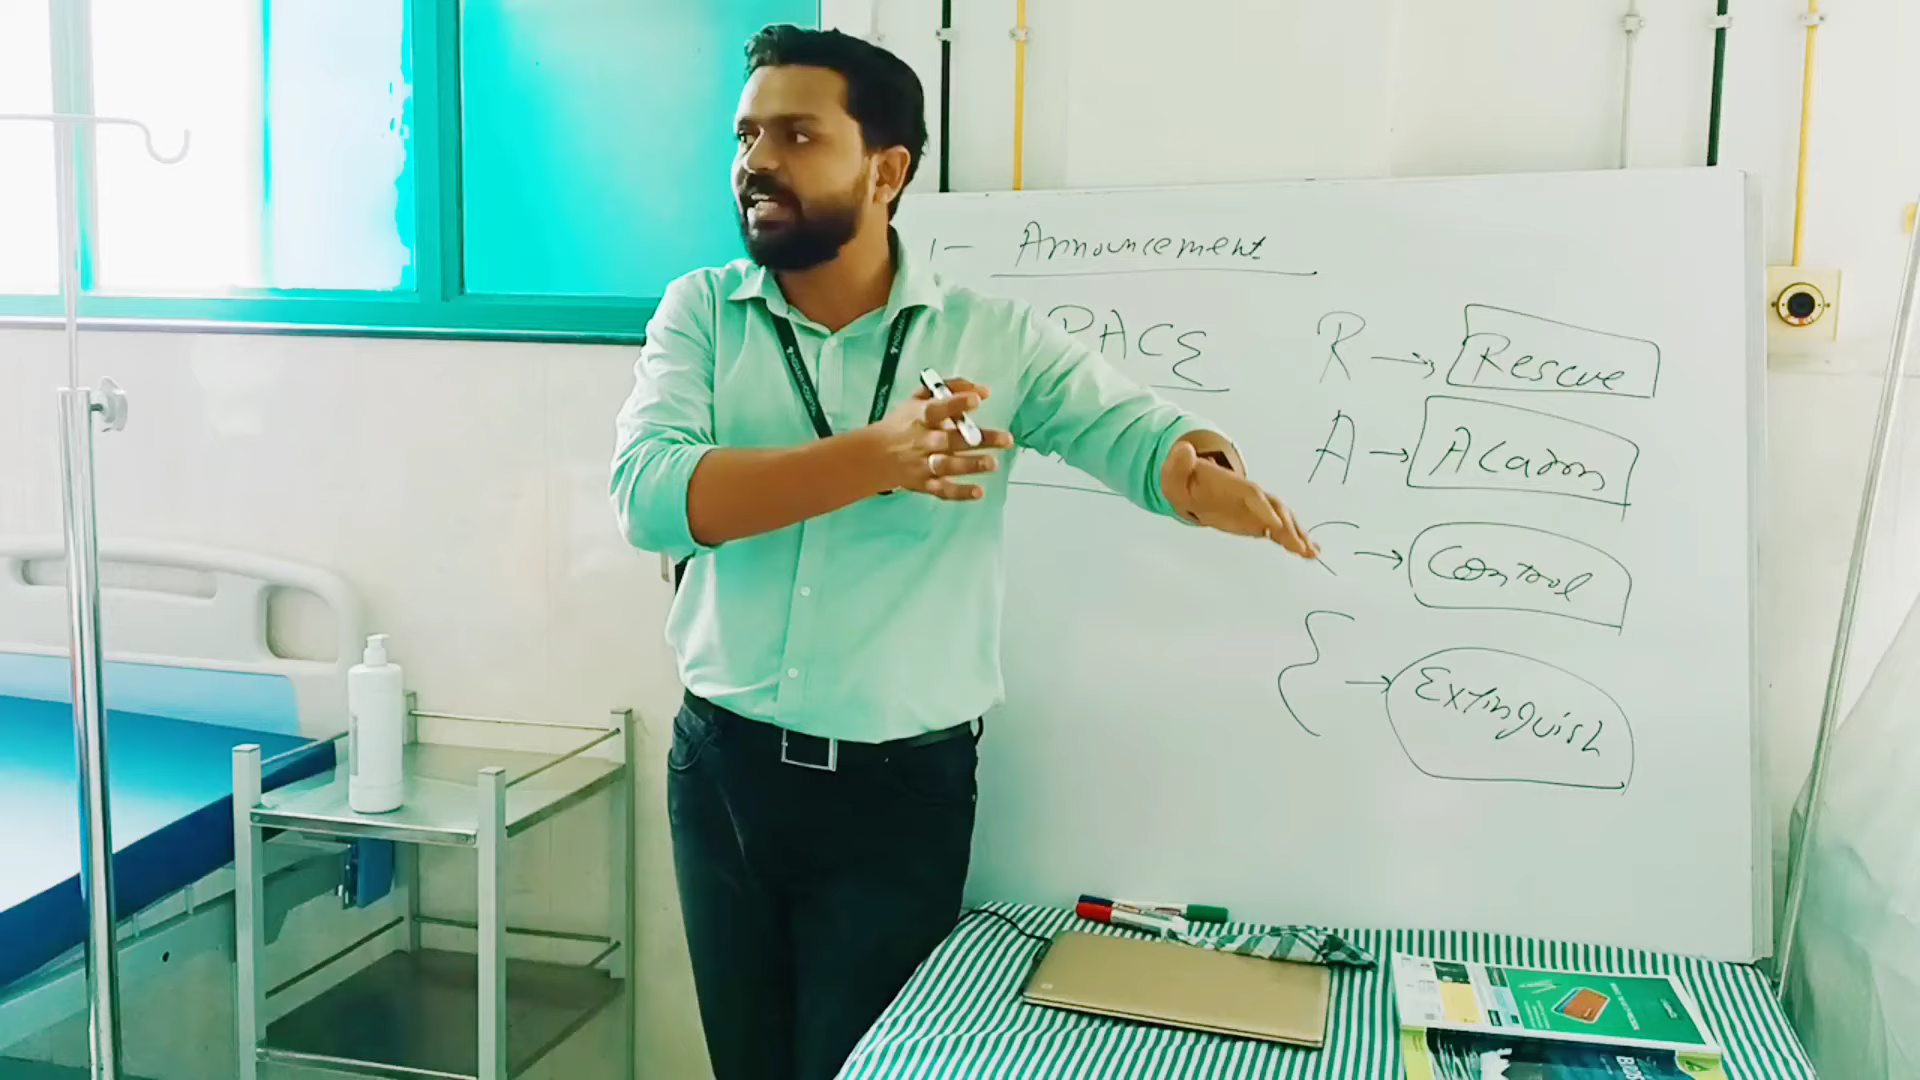 1 - Announcement
RACE
R → Rescue
A → Alarm
C → Control
E → Extinguish